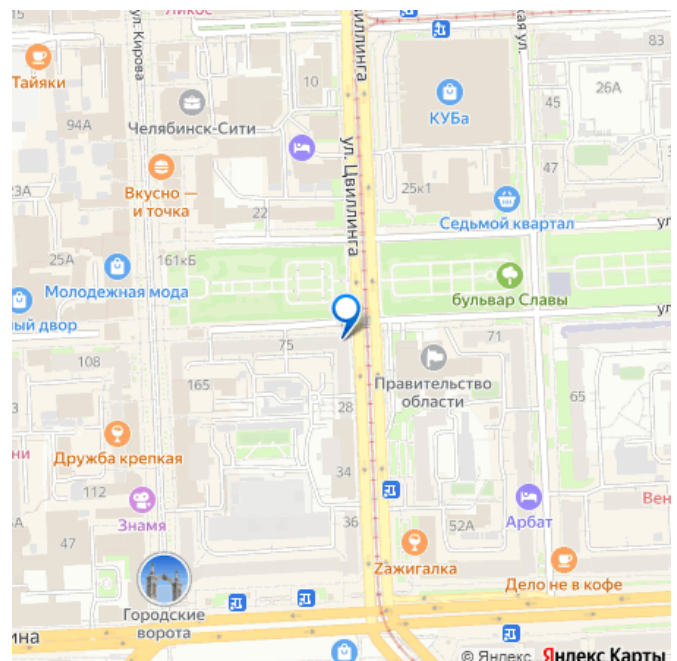 Ликос
ул. Кирова
Цвиллинга
83
Тайяки
10
26А
КУБа
45
Челябинск-Сити
94А
ул. Цвиллинга
47
25к1
Вкусно —
и точка
22
Седьмой квартал
25А
161кБ
Молодежная мода
бульвар Славы
75
71
108
165
Правительство
области
65
28
Дружба крепкая
34
112
Знамя
36
52А
Арбат
47
Zажигалка
Дело не в кофе
Городские
ворота
© Яндекс Яндекс Карты